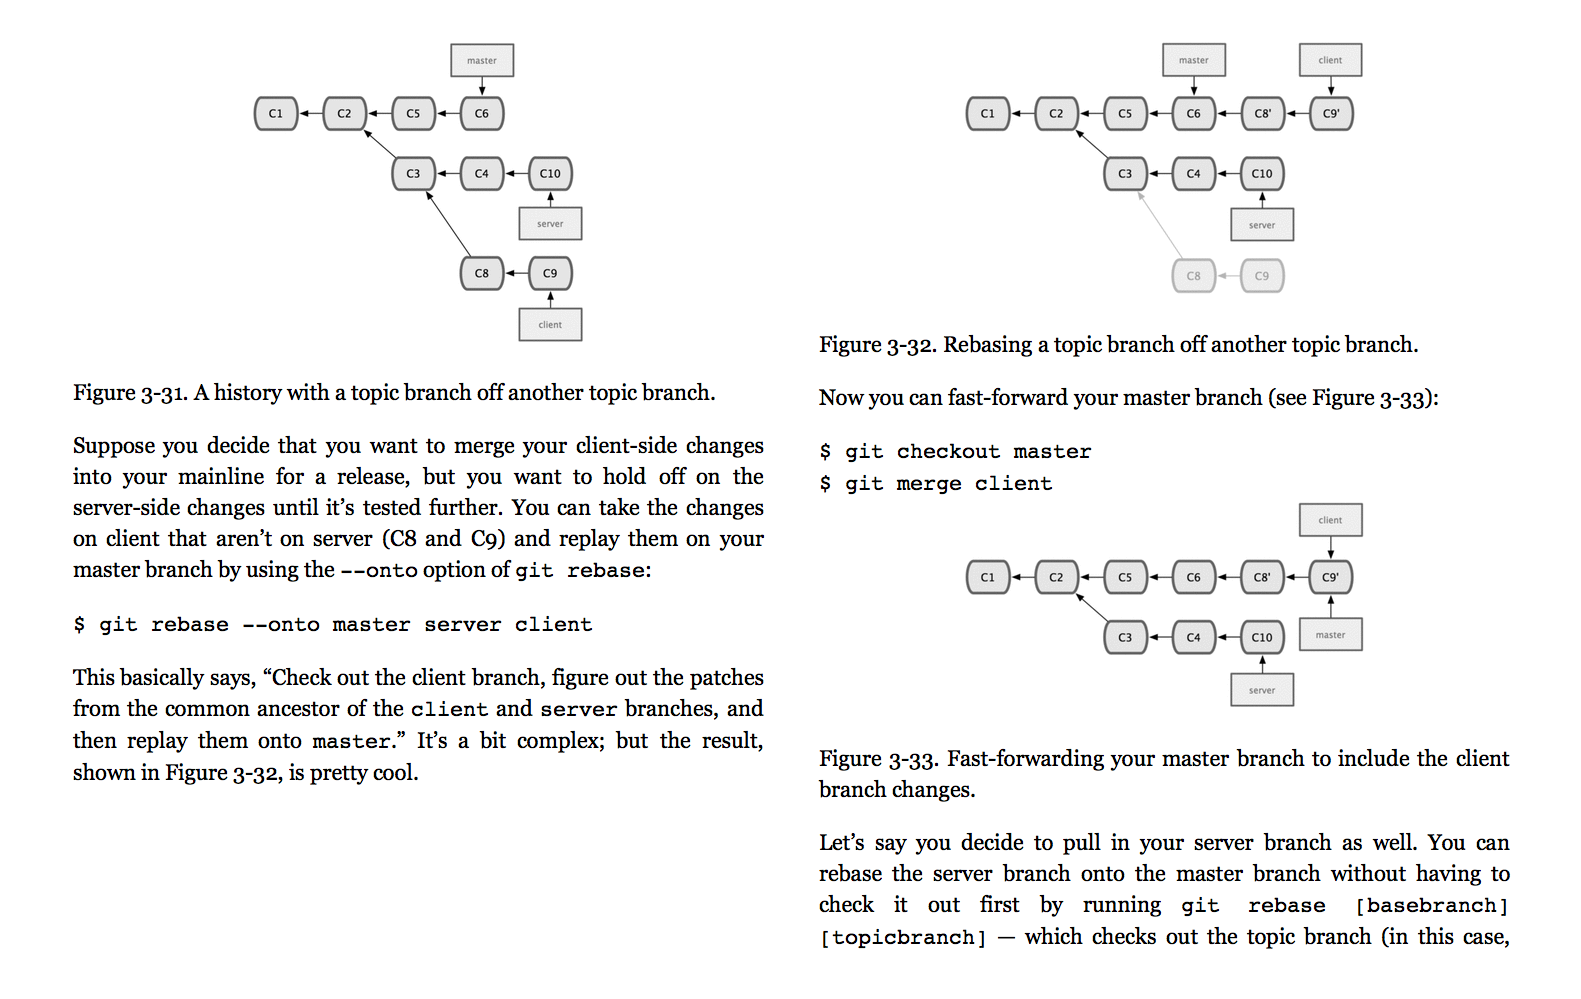 master
C1 C2 C5 C6
C3 C4 C10
server
C8 C9
client
Figure 3-31. A history with a topic branch off another topic branch.
Suppose you decide that you want to merge your client-side changes
into your mainline for a release, but you want to hold off on the
server-side changes until it’s tested further. You can take the changes
on client that aren’t on server (C8 and C9) and replay them on your
master branch by using the --onto option of git rebase:
$ git rebase --onto master server client
This basically says, “Check out the client branch, figure out the patches
from the common ancestor of the client and server branches, and
then replay them onto master.” It’s a bit complex; but the result,
shown in Figure 3-32, is pretty cool.
master client
C1 C2 C5 C6 C8' C9'
C3 C4 C10
server
C8 C9
Figure 3-32. Rebasing a topic branch off another topic branch.
Now you can fast-forward your master branch (see Figure 3-33):
$ git checkout master
$ git merge client
client
C1 C2 C5 C6 C8' C9'
C3 C4 C10 master
server
Figure 3-33. Fast-forwarding your master branch to include the client
branch changes.
Let’s say you decide to pull in your server branch as well. You can
rebase the server branch onto the master branch without having to
check it out first by running git rebase [basebranch]
[topicbranch] — which checks out the topic branch (in this case,